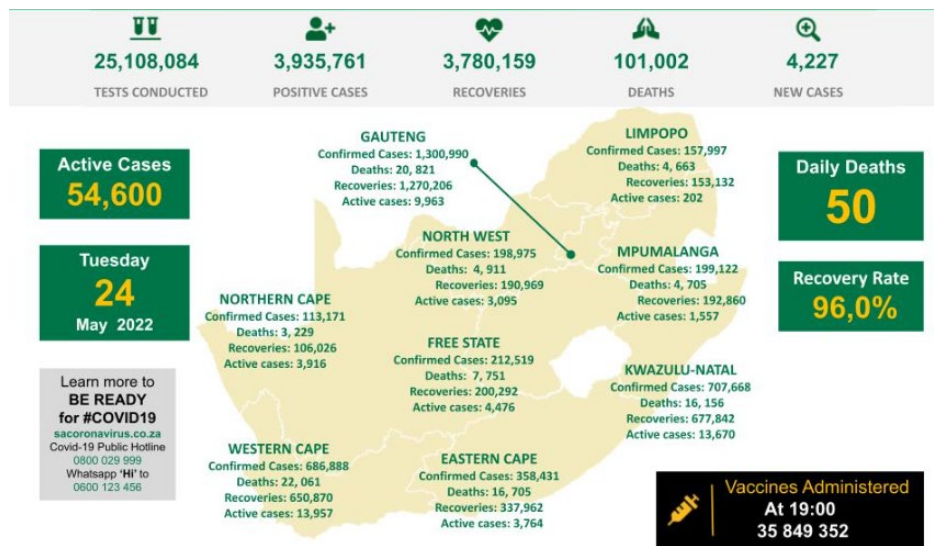 25,108,084
TESTS CONDUCTED
3,935,761
POSITIVE CASES
3,780,159
RECOVERIES
101,002
DEATHS
4,227
NEW CASES
Active Cases
54,600
Tuesday
24
May 2022
Learn more to
BE READY
for #COVID19
sacoronavirus.co.za
Covid-19 Public Hotline
0800 029 999
Whatsapp ‘Hi’ to
0600 123 456
GAUTENG
Confirmed Cases: 1,300,990
Deaths: 20, 821
Recoveries: 1,270,206
Active cases: 9,963
LIMPOPO
Confirmed Cases: 157,997
Deaths: 4, 663
Recoveries: 153,132
Active cases: 202
NORTH WEST
Confirmed Cases: 198,975
Deaths: 4, 911
Recoveries: 190,969
Active cases: 3,095
MPUMALANGA
Confirmed Cases: 199,122
Deaths: 4, 705
Recoveries: 192,860
Active cases: 1,557
NORTHERN CAPE
Confirmed Cases: 113,171
Deaths: 3, 229
Recoveries: 106,026
Active cases: 3,916
FREE STATE
Confirmed Cases: 212,519
Deaths: 7, 751
Recoveries: 200,292
Active cases: 4,476
KWAZULU-NATAL
Confirmed Cases: 707,668
Deaths: 16, 156
Recoveries: 677,842
Active cases: 13,670
WESTERN CAPE
Confirmed Cases: 686,888
Deaths: 22, 061
Recoveries: 650,870
Active cases: 13,957
EASTERN CAPE
Confirmed Cases: 358,431
Deaths: 16, 705
Recoveries: 337,962
Active cases: 3,764
Daily Deaths
50
Recovery Rate
96,0%
Vaccines Administered
At 19:00
35 849 352